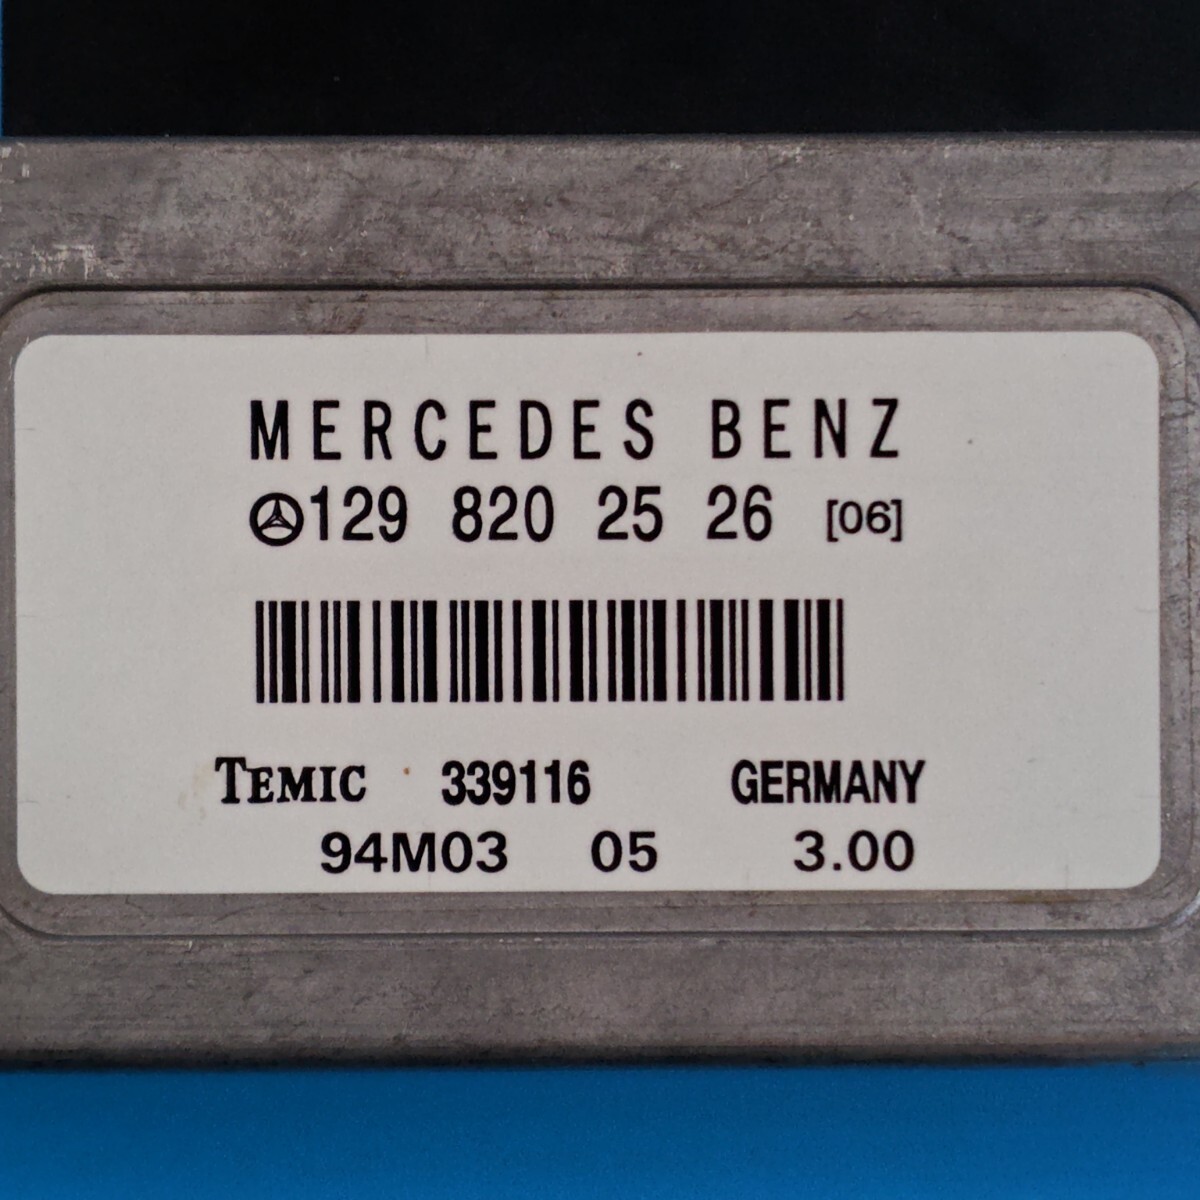 MERCEDES BENZ
129 820 25 26 [06]
TEMIC 339116 GERMANY
94M03 05 3.00